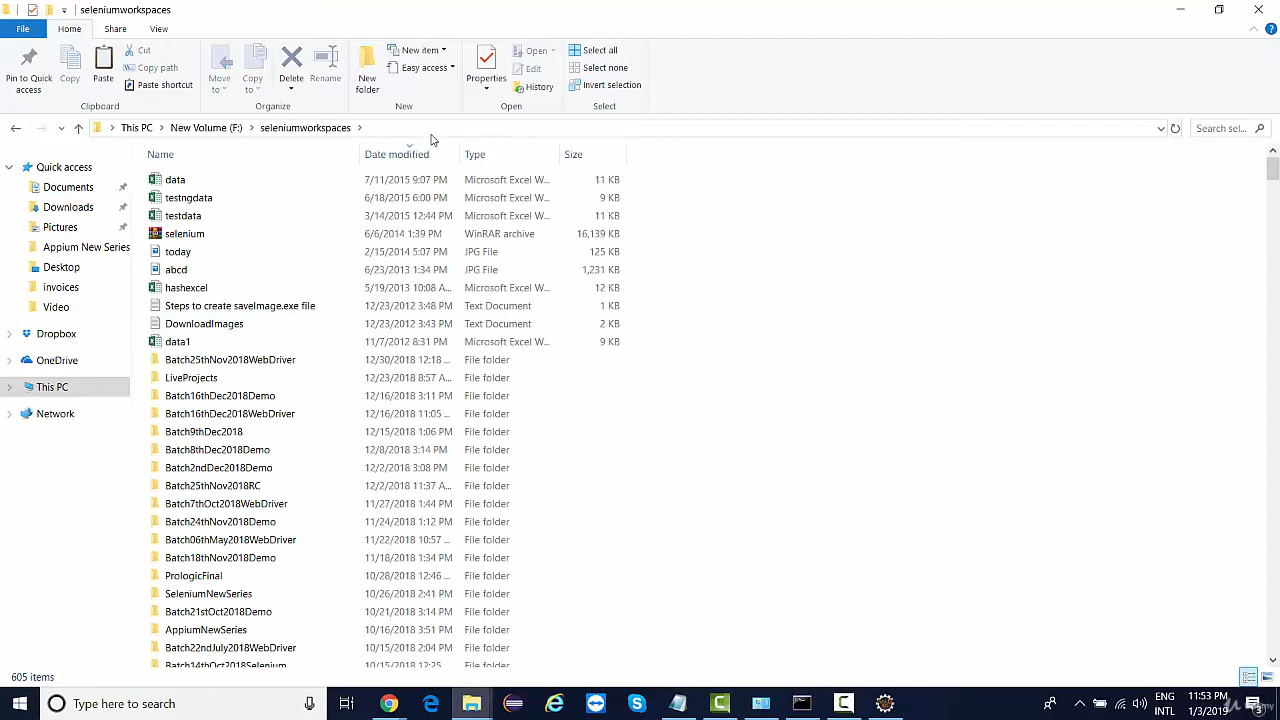 seleniumworkspaces
File Home Share View
Pin to Quick access
Copy
Paste
Cut
Copy path
Paste shortcut
Clipboard
Move to
Copy to
Delete
Rename
Organize
New folder
New item
Easy access
New
Properties
Open
Edit
History
Open
Select all
Select none
Invert selection
Select
This PC > New Volume (F:) > seleniumworkspaces >
Search sel...
Quick access
Documents
Downloads
Pictures
Appium New Series
Desktop
invoices
Video
Dropbox
OneDrive
This PC
Network
Name Date modified Type Size
data 7/11/2015 9:07 PM Microsoft Excel W... 11 KB
testngdata 6/18/2015 6:00 PM Microsoft Excel W... 9 KB
testdata 3/14/2015 12:44 PM Microsoft Excel W... 11 KB
selenium 6/6/2014 1:39 PM WinRAR archive 16,139 KB
today 2/15/2014 5:07 PM JPG File 125 KB
abcd 6/23/2013 1:34 PM JPG File 1,231 KB
hashexcel 5/19/2013 10:08 A... Microsoft Excel W... 12 KB
Steps to create saveImage.exe file 12/23/2012 3:48 PM Text Document 1 KB
DownloadImages 12/23/2012 3:43 PM Text Document 2 KB
data1 11/7/2012 8:31 PM Microsoft Excel W... 9 KB
Batch25thNov2018WebDriver 12/30/2018 12:18 ... File folder
LiveProjects 12/23/2018 8:57 A... File folder
Batch16thDec2018Demo 12/16/2018 3:11 PM File folder
Batch16thDec2018WebDriver 12/16/2018 11:05 ... File folder
Batch9thDec2018 12/15/2018 1:06 PM File folder
Batch8thDec2018Demo 12/8/2018 3:14 PM File folder
Batch2ndDec2018Demo 12/2/2018 3:08 PM File folder
Batch25thNov2018RC 12/2/2018 11:37 A... File folder
Batch7thOct2018WebDriver 11/27/2018 1:44 PM File folder
Batch24thNov2018Demo 11/24/2018 1:12 PM File folder
Batch06thMay2018WebDriver 11/22/2018 10:57 ... File folder
Batch18thNov2018Demo 11/18/2018 1:34 PM File folder
PrologicFinal 10/28/2018 12:46 ... File folder
SeleniumNewSeries 10/26/2018 2:41 PM File folder
Batch21stOct2018Demo 10/21/2018 3:14 PM File folder
AppiumNewSeries 10/16/2018 3:51 PM File folder
Batch22ndJuly2018WebDriver 10/15/2018 2:04 PM File folder
Batch14thOct2018Selenium 10/15/2018 12:25 ... File folder
605 items
Type here to search
ENG
INTL
11:53 PM
1/3/2019